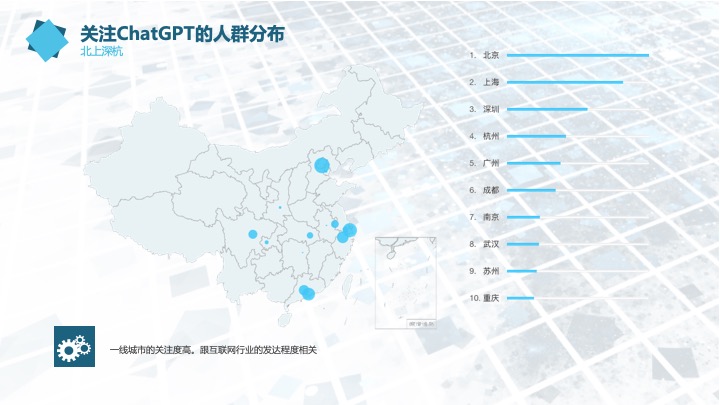 关注ChatGPT的人群分布
北上深杭
1. 北京
2. 上海
3. 深圳
4. 杭州
5. 广州
6. 成都
7. 南京
8. 武汉
9. 苏州
10. 重庆
一线城市的关注度高。跟互联网行业的发达程度相关